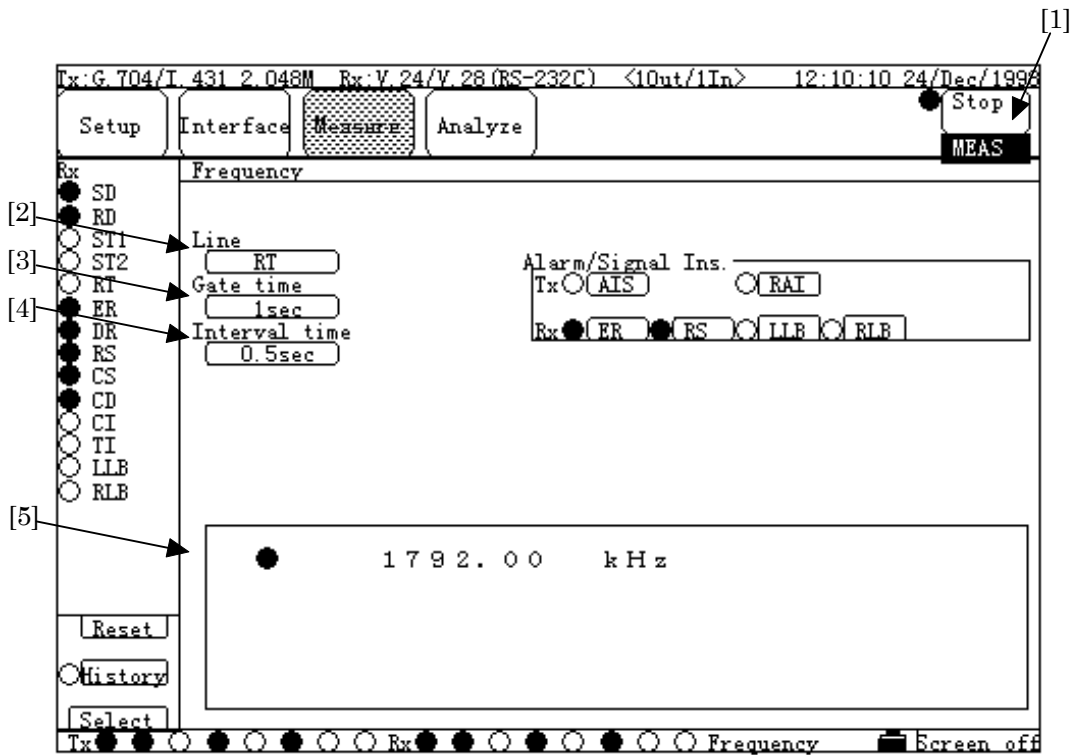 [1]
Tx:G.704/I.431 2.048M Rx:V.24/V.28(RS-232C) <1Out/1In> 12:10:10 24/Dec/1998
Setup Interface Measure Analyze Stop
MEAS
Rx Frequency
SD
[2] RD
ST1 Line
[3] ST2 RT Alarm/Signal Ins.
RT Gate time Tx AIS RAI
[4] ER 1sec
DR Interval time Rx ER RS LLB RLB
RS 0.5sec
CS
CD
CI
TI
LLB
RLB
[5]
1792.00 kHz
Reset
History
Select
Tx Rx Frequency Screen off